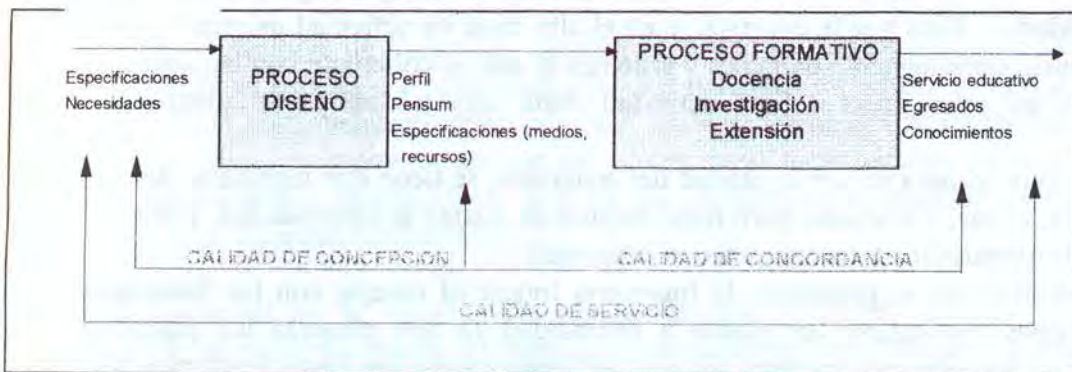 Especificaciones
Necesidades
PROCESO
DISEÑO
Perfil
Pensum
Especificaciones (medios,
recursos)
PROCESO FORMATIVO
Docencia
Investigación
Extensión
Servicio educativo
Egresados
Conocimientos
CALIDAD DE CONCEPCION
CALIDAD DE CONCORDANCIA
CALIDAD DE SERVICIO